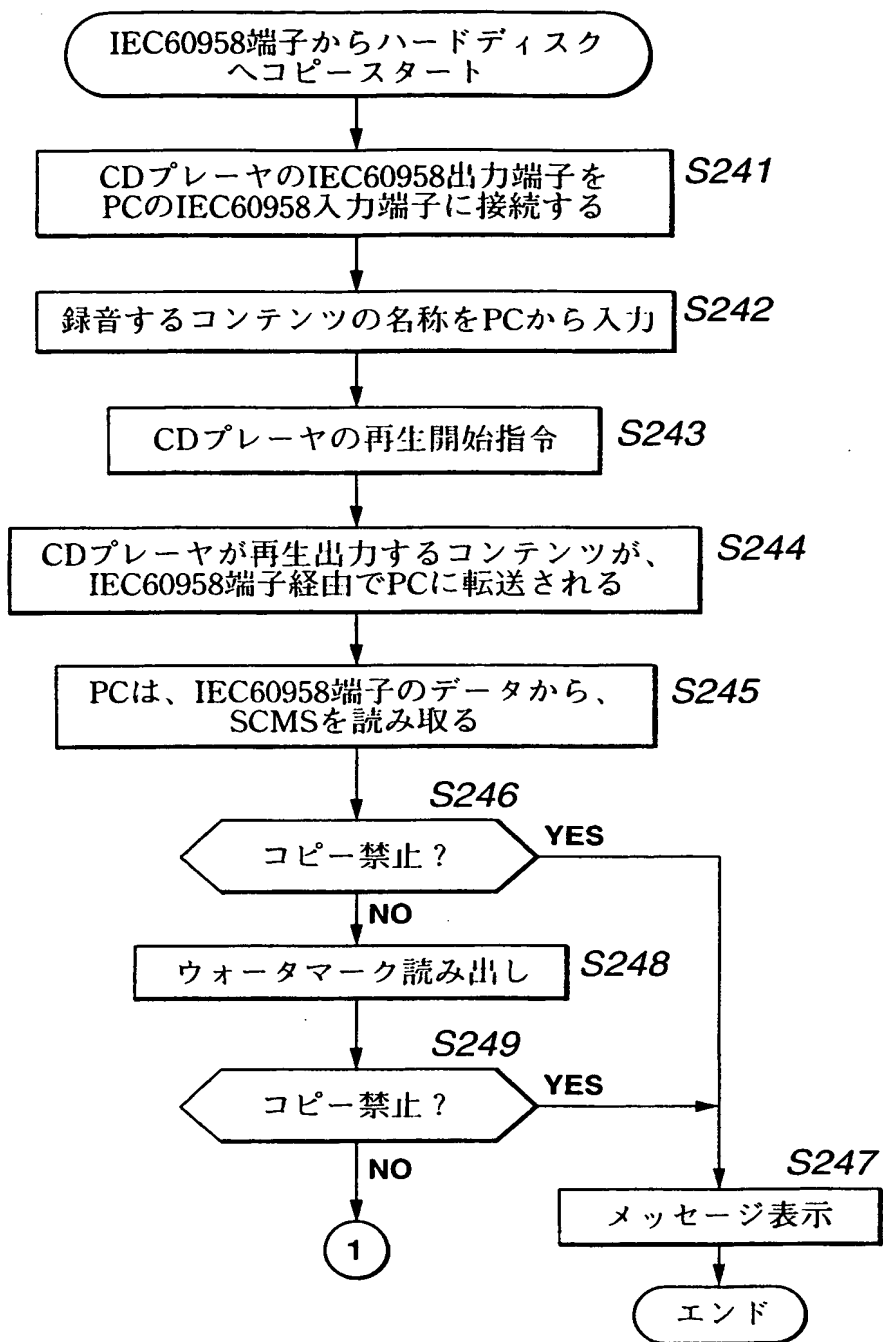 IEC60958端子からハードディスク
へコピースタート
CDプレーヤのIEC60958出力端子を
PCのIEC60958入力端子に接続する
S241
録音するコンテンツの名称をPCから入力
S242
CDプレーヤの再生開始指令
S243
CDプレーヤが再生出力するコンテンツが、
IEC60958端子経由でPCに転送される
S244
PCは、IEC60958端子のデータから、
SCMSを読み取る
S245
S246
コピー禁止?
YES
NO
ウォータマーク読み出し
S248
S249
コピー禁止?
YES
NO
1
S247
メッセージ表示
エンド